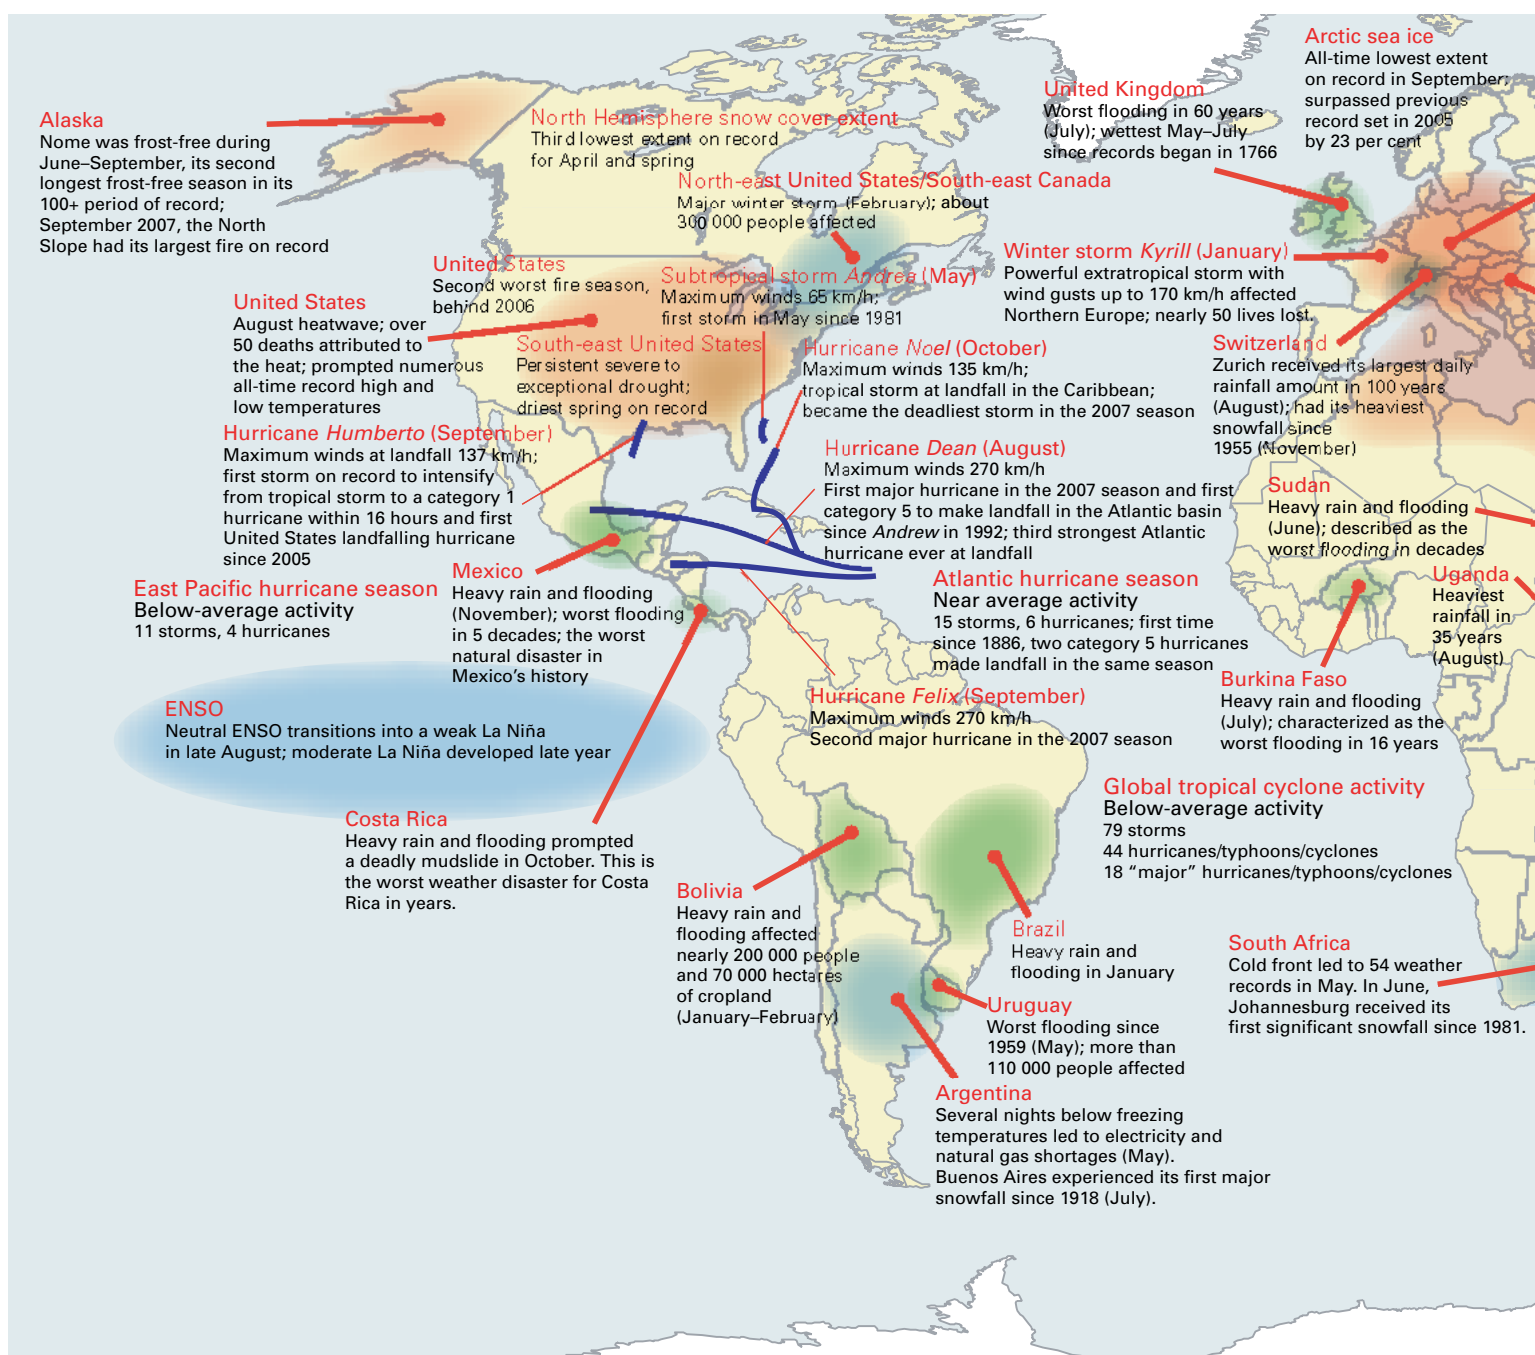 Arctic sea ice
All-time lowest extent
on record in September;
surpassed previous
record set in 2005
by 23 per cent
United Kingdom
Worst flooding in 60 years
(July); wettest May–July
since records began in 1766
Alaska
Nome was frost-free during
June–September, its second
longest frost-free season in its
100+ period of record;
September 2007, the North
Slope had its largest fire on record
North Hemisphere snow cover extent
Third lowest extent on record
for April and spring
North-east United States/South-east Canada
Major winter storm (February); about
300 000 people affected
Winter storm Kyrill (January)
Powerful extratropical storm with
wind gusts up to 170 km/h affected
Northern Europe; nearly 50 lives lost.
United States
Second worst fire season,
behind 2006
Subtropical storm Andrea (May)
Maximum winds 65 km/h;
first storm in May since 1981
United States
August heatwave; over
50 deaths attributed to
the heat; prompted numerous
all-time record high and
low temperatures
South-east United States
Persistent severe to
exceptional drought;
driest spring on record
Hurricane Noel (October)
Maximum winds 135 km/h;
tropical storm at landfall in the Caribbean;
became the deadliest storm in the 2007 season
Switzerland
Zurich received its largest daily
rainfall amount in 100 years
(August); had its heaviest
snowfall since
1955 (November)
Hurricane Humberto (September)
Maximum winds at landfall 137 km/h;
first storm on record to intensify
from tropical storm to a category 1
hurricane within 16 hours and first
United States landfalling hurricane
since 2005
Hurricane Dean (August)
Maximum winds 270 km/h
First major hurricane in the 2007 season and first
category 5 to make landfall in the Atlantic basin
since Andrew in 1992; third strongest Atlantic
hurricane ever at landfall
Sudan
Heavy rain and flooding
(June); described as the
worst flooding in decades
East Pacific hurricane season
Below-average activity
11 storms, 4 hurricanes
Mexico
Heavy rain and flooding
(November); worst flooding
in 5 decades; the worst
natural disaster in
Mexico's history
Atlantic hurricane season
Near average activity
15 storms, 6 hurricanes; first time
since 1886, two category 5 hurricanes
made landfall in the same season
Uganda
Heaviest
rainfall in
35 years
(August)
Burkina Faso
Heavy rain and flooding
(July); characterized as the
worst flooding in 16 years
ENSO
Neutral ENSO transitions into a weak La Niña
in late August; moderate La Niña developed late year
Hurricane Felix (September)
Maximum winds 270 km/h
Second major hurricane in the 2007 season
Global tropical cyclone activity
Below-average activity
79 storms
44 hurricanes/typhoons/cyclones
18 “major” hurricanes/typhoons/cyclones
Costa Rica
Heavy rain and flooding prompted
a deadly mudslide in October. This is
the worst weather disaster for Costa
Rica in years.
Bolivia
Heavy rain and
flooding affected
nearly 200 000 people
and 70 000 hectares
of cropland
(January–February)
Brazil
Heavy rain and
flooding in January
South Africa
Cold front led to 54 weather
records in May. In June,
Johannesburg received its
first significant snowfall since 1981.
Uruguay
Worst flooding since
1959 (May); more than
110 000 people affected
Argentina
Several nights below freezing
temperatures led to electricity and
natural gas shortages (May).
Buenos Aires experienced its first major
snowfall since 1918 (July).